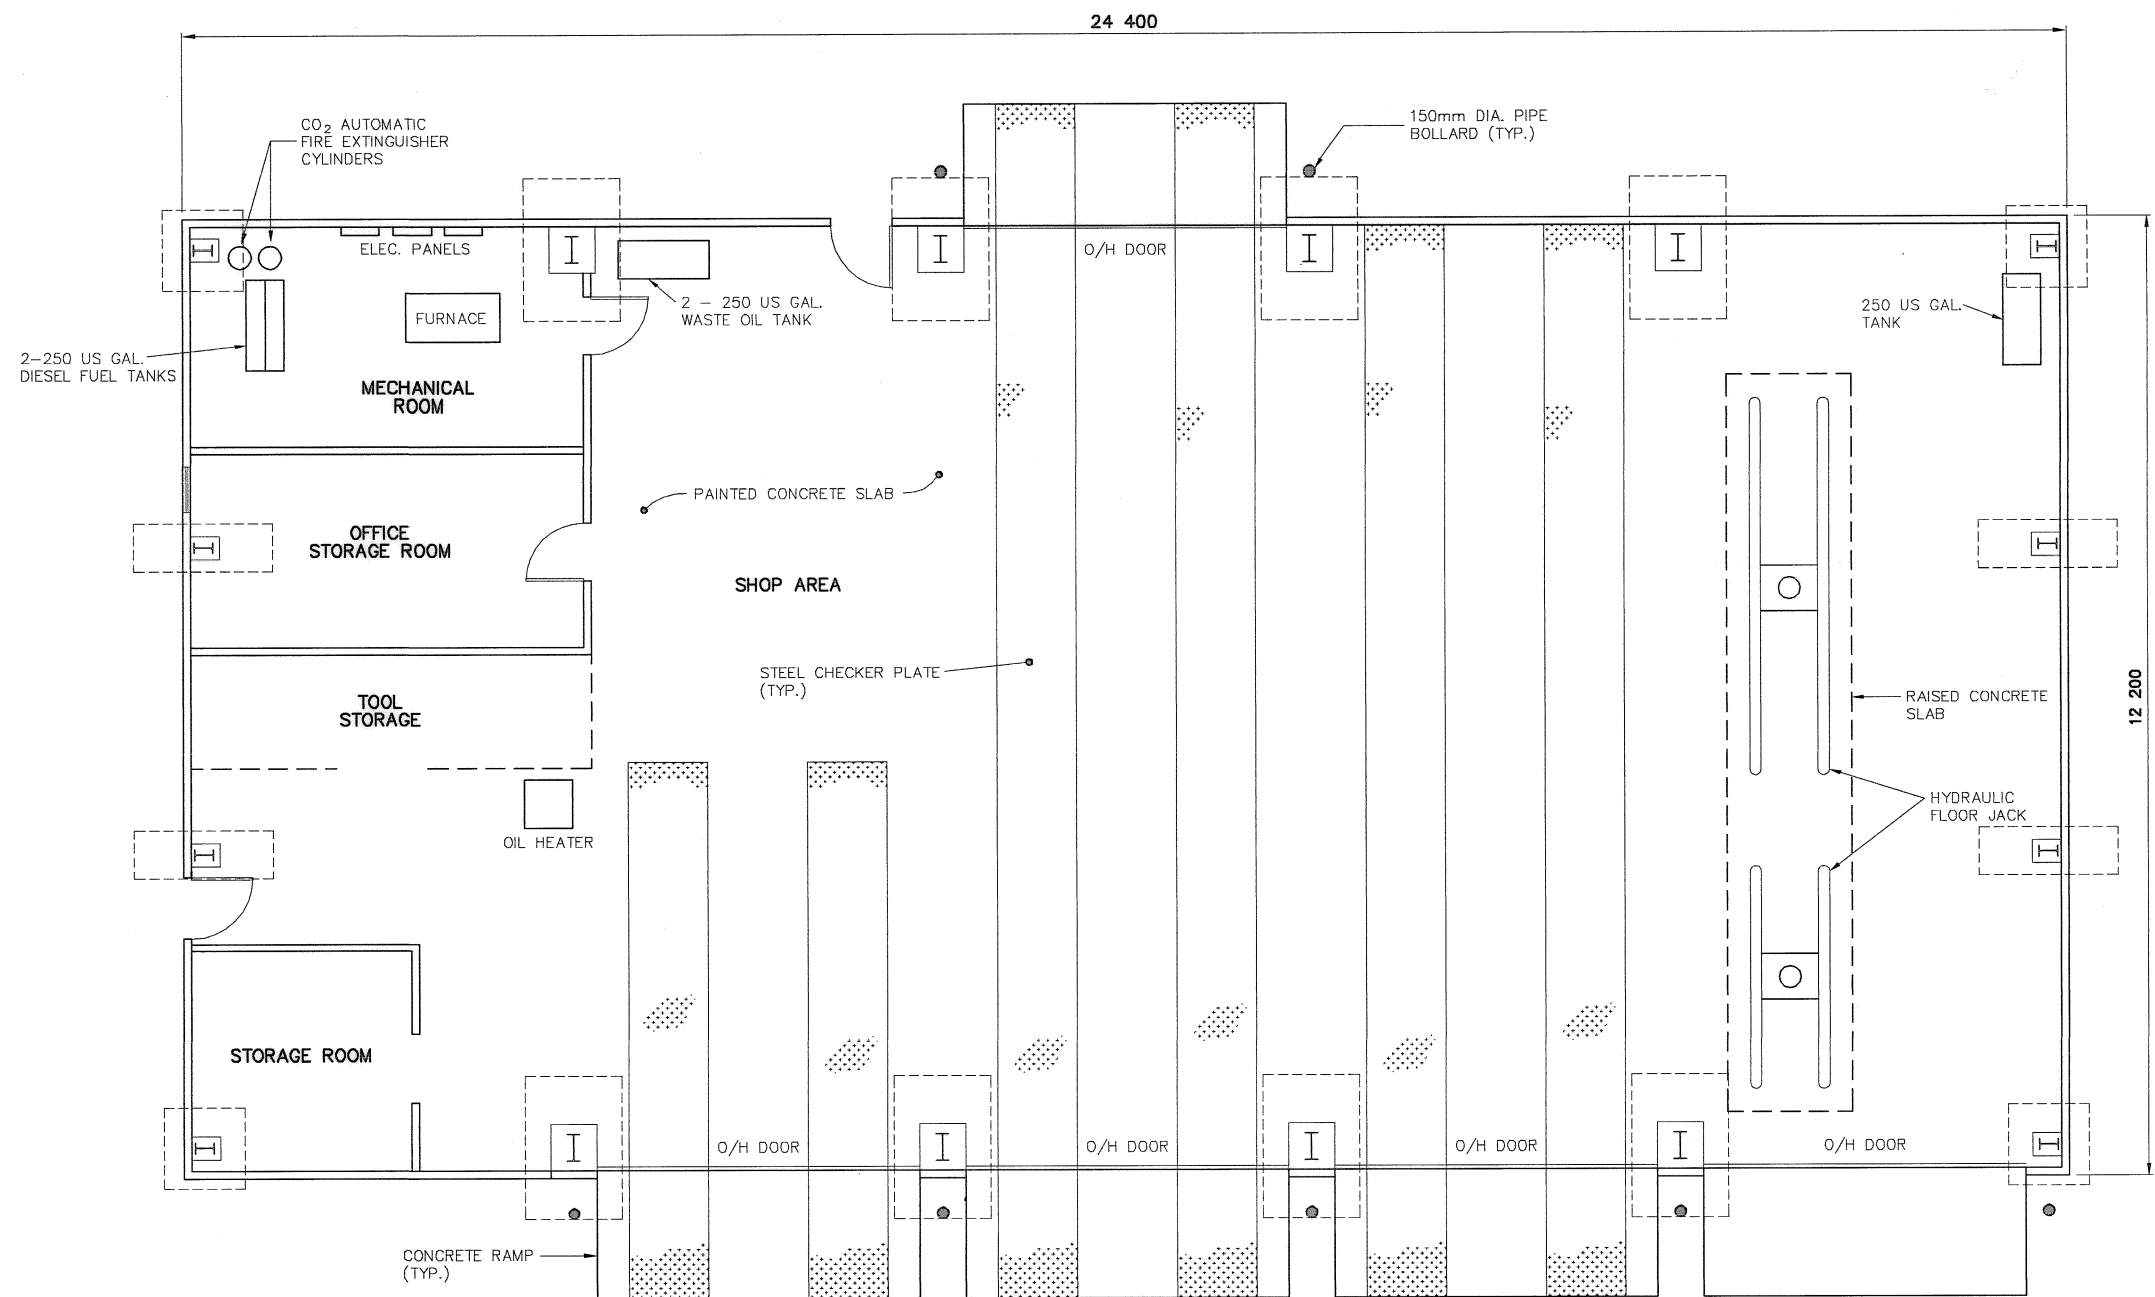 24 400
CO2 AUTOMATIC
FIRE EXTINGUISHER
CYLINDERS
150mm DIA. PIPE
BOLLARD (TYP.)
ELEC. PANELS
O/H DOOR
FURNACE
2 - 250 US GAL.
WASTE OIL TANK
250 US GAL.
TANK
2-250 US GAL.
DIESEL FUEL TANKS
MECHANICAL
ROOM
PAINTED CONCRETE SLAB
OFFICE
STORAGE ROOM
SHOP AREA
STEEL CHECKER PLATE
(TYP.)
TOOL
STORAGE
RAISED CONCRETE
SLAB
12 200
HYDRAULIC
FLOOR JACK
OIL HEATER
STORAGE ROOM
O/H DOOR
O/H DOOR
O/H DOOR
O/H DOOR
CONCRETE RAMP
(TYP.)